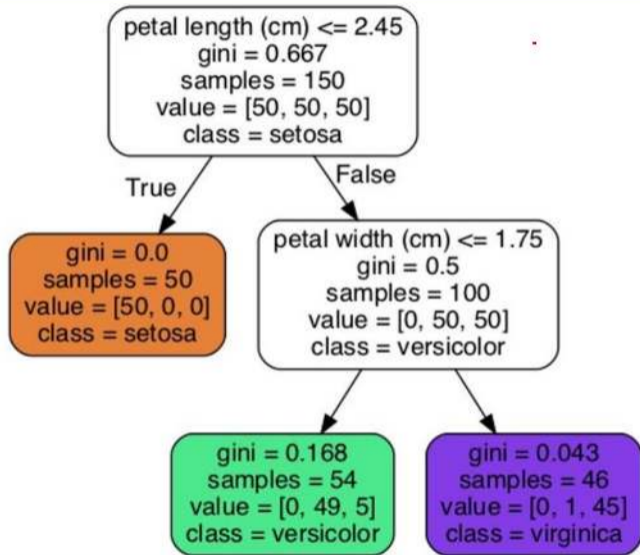 petal length (cm) <= 2.45
gini = 0.667
samples = 150
value = [50, 50, 50]
class = setosa
True
False
gini = 0.0
samples = 50
value = [50, 0, 0]
class = setosa
petal width (cm) <= 1.75
gini = 0.5
samples = 100
value = [0, 50, 50]
class = versicolor
gini = 0.168
samples = 54
value = [0, 49, 5]
class = versicolor
gini = 0.043
samples = 46
value = [0, 1, 45]
class = virginica